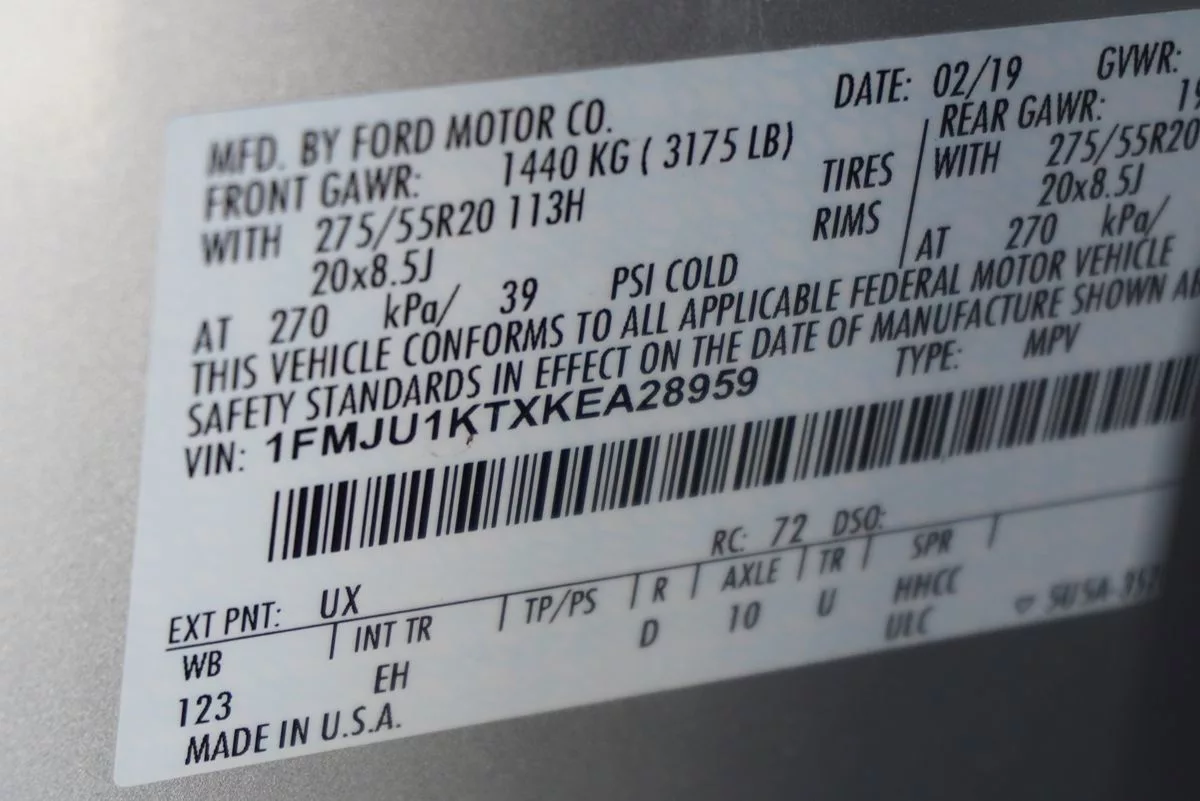 MFD. BY FORD MOTOR CO. DATE: 02/19 GVWR:
FRONT GAWR: 1440 KG ( 3175 LB) REAR GAWR: 19
WITH 275/55R20 113H TIRES WITH 275/55R20
20x8.5J RIMS 20x8.5J
AT 270 kPa/ 39 PSI COLD AT 270 kPa/
THIS VEHICLE CONFORMS TO ALL APPLICABLE FEDERAL MOTOR VEHICLE
SAFETY STANDARDS IN EFFECT ON THE DATE OF MANUFACTURE SHOWN
VIN: 1FMJU1KTXKEA28959 TYPE: MPV
EXT PNT: UX RC: 72 DSO:
WB INT TR TP/PS R AXLE TR SPR
123 EH D 10 U HHCC
ULC
MADE IN U.S.A.